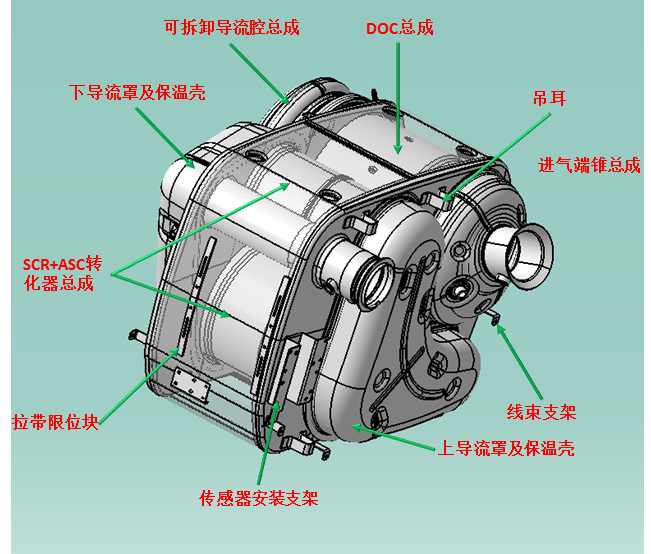 可拆卸导流腔总成
DOC总成
下导流罩及保温壳
吊耳
进气端锥总成
SCR+ASC转
化器总成
拉带限位块
线束支架
上导流罩及保温壳
传感器安装支架